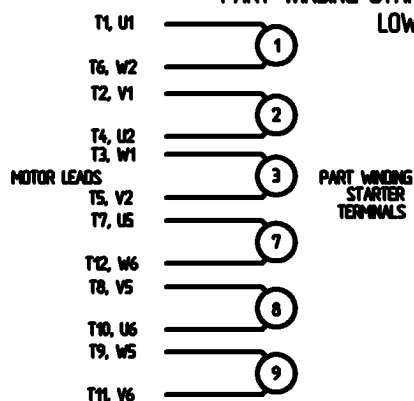 LOW
T1, U1
1
T6, W2
T2, V1
2
T4, U2
T3, W1
MOTOR LEADS
3
PART WINDING
STARTER
TERMINALS
T5, V2
T7, U5
7
T12, W6
T8, V5
8
T10, U6
T9, W5
9
T11, V6